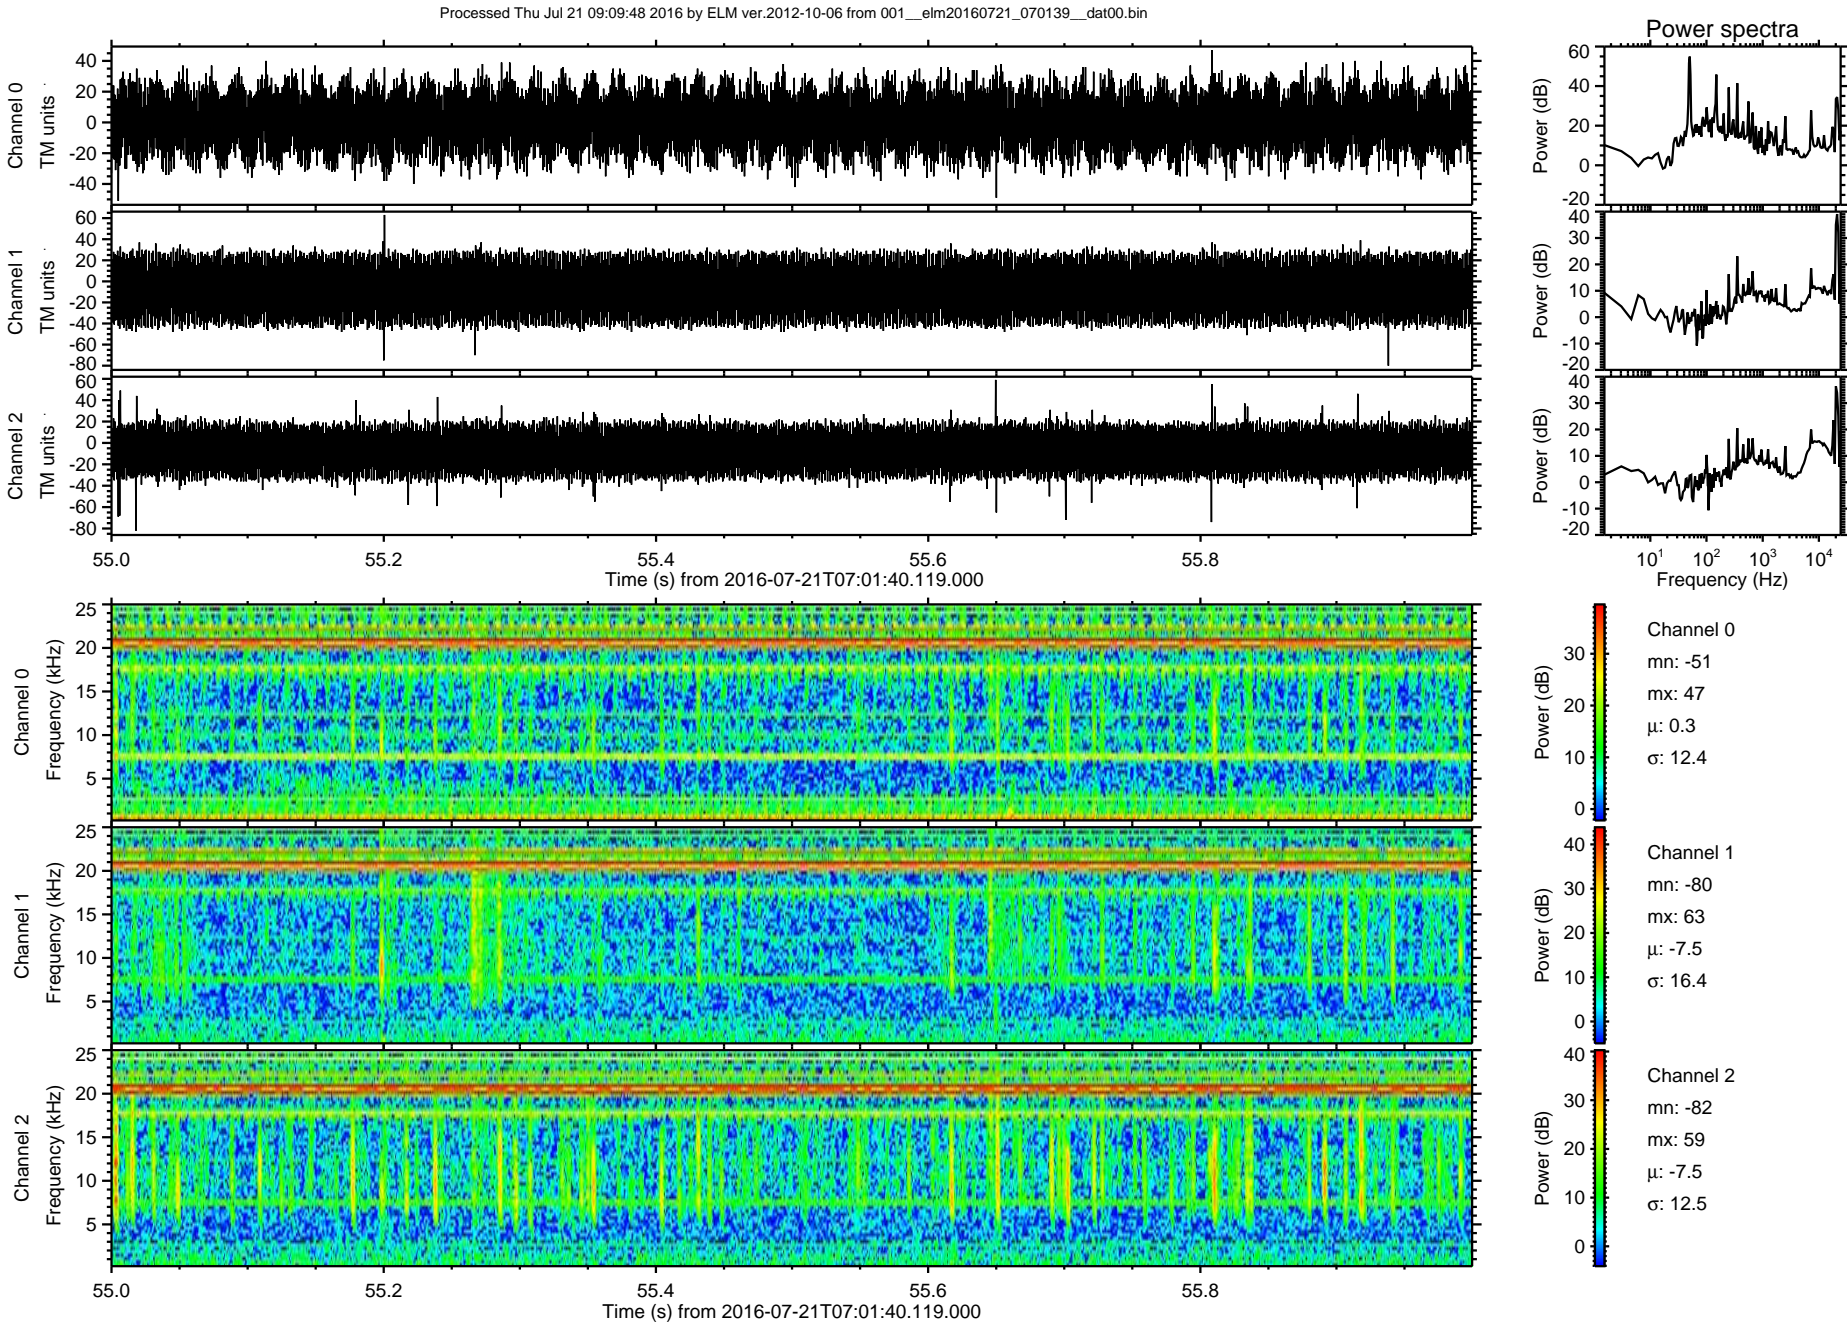 Processed Thu Jul 21 09:09:48 2016 by ELM ver.2012-10-06 from 001__elm20160721_070139__dat00.bin
Power spectra
Channel 0
TM units
40
20
0
-20
-40
Power (dB)
60
40
20
0
-20
Channel 1
TM units
60
40
20
0
-20
-40
-60
-80
Power (dB)
40
30
20
10
0
-10
-20
Channel 2
TM units
60
40
20
0
-20
-40
-60
-80
Power (dB)
40
30
20
10
0
-10
-20
55.0 55.2 55.4 55.6 55.8
Time (s) from 2016-07-21T07:01:40.119.000
10^1 10^2 10^3 10^4
Frequency (Hz)
Channel 0
Frequency (kHz)
25
20
15
10
5
Power (dB)
30
20
10
0
Channel 0
mn: -51
mx: 47
μ: 0.3
σ: 12.4
Channel 1
Frequency (kHz)
25
20
15
10
5
Power (dB)
40
30
20
10
0
Channel 1
mn: -80
mx: 63
μ: -7.5
σ: 16.4
Channel 2
Frequency (kHz)
25
20
15
10
5
Power (dB)
40
30
20
10
0
Channel 2
mn: -82
mx: 59
μ: -7.5
σ: 12.5
55.0 55.2 55.4 55.6 55.8
Time (s) from 2016-07-21T07:01:40.119.000